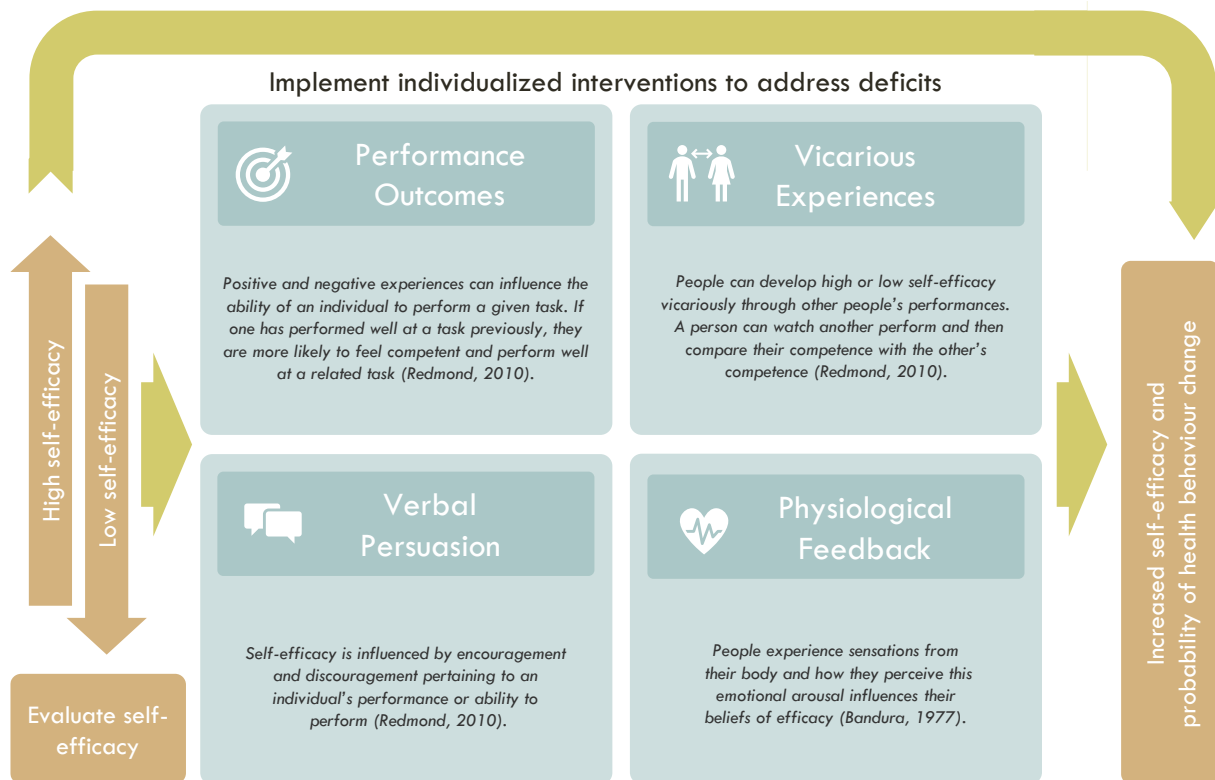 Implement individualized interventions to address deficits
High self-efficacy
Low self-efficacy
Evaluate self-
efficacy
Performance
Outcomes
Positive and negative experiences can influence the
ability of an individual to perform a given task. If
one has performed well at a task previously, they
are more likely to feel competent and perform well
at a related task (Redmond, 2010).
Vicarious
Experiences
People can develop high or low self-efficacy
vicariously through other people's performances.
A person can watch another perform and then
compare their competence with the other's
competence (Redmond, 2010).
Verbal
Persuasion
Self-efficacy is influenced by encouragement
and discouragement pertaining to an
individual's performance or ability to
perform (Redmond, 2010).
Physiological
Feedback
People experience sensations from
their body and how they perceive this
emotional arousal influences their
beliefs of efficacy (Bandura, 1977).
Increased self-efficacy and
probability of health behaviour change